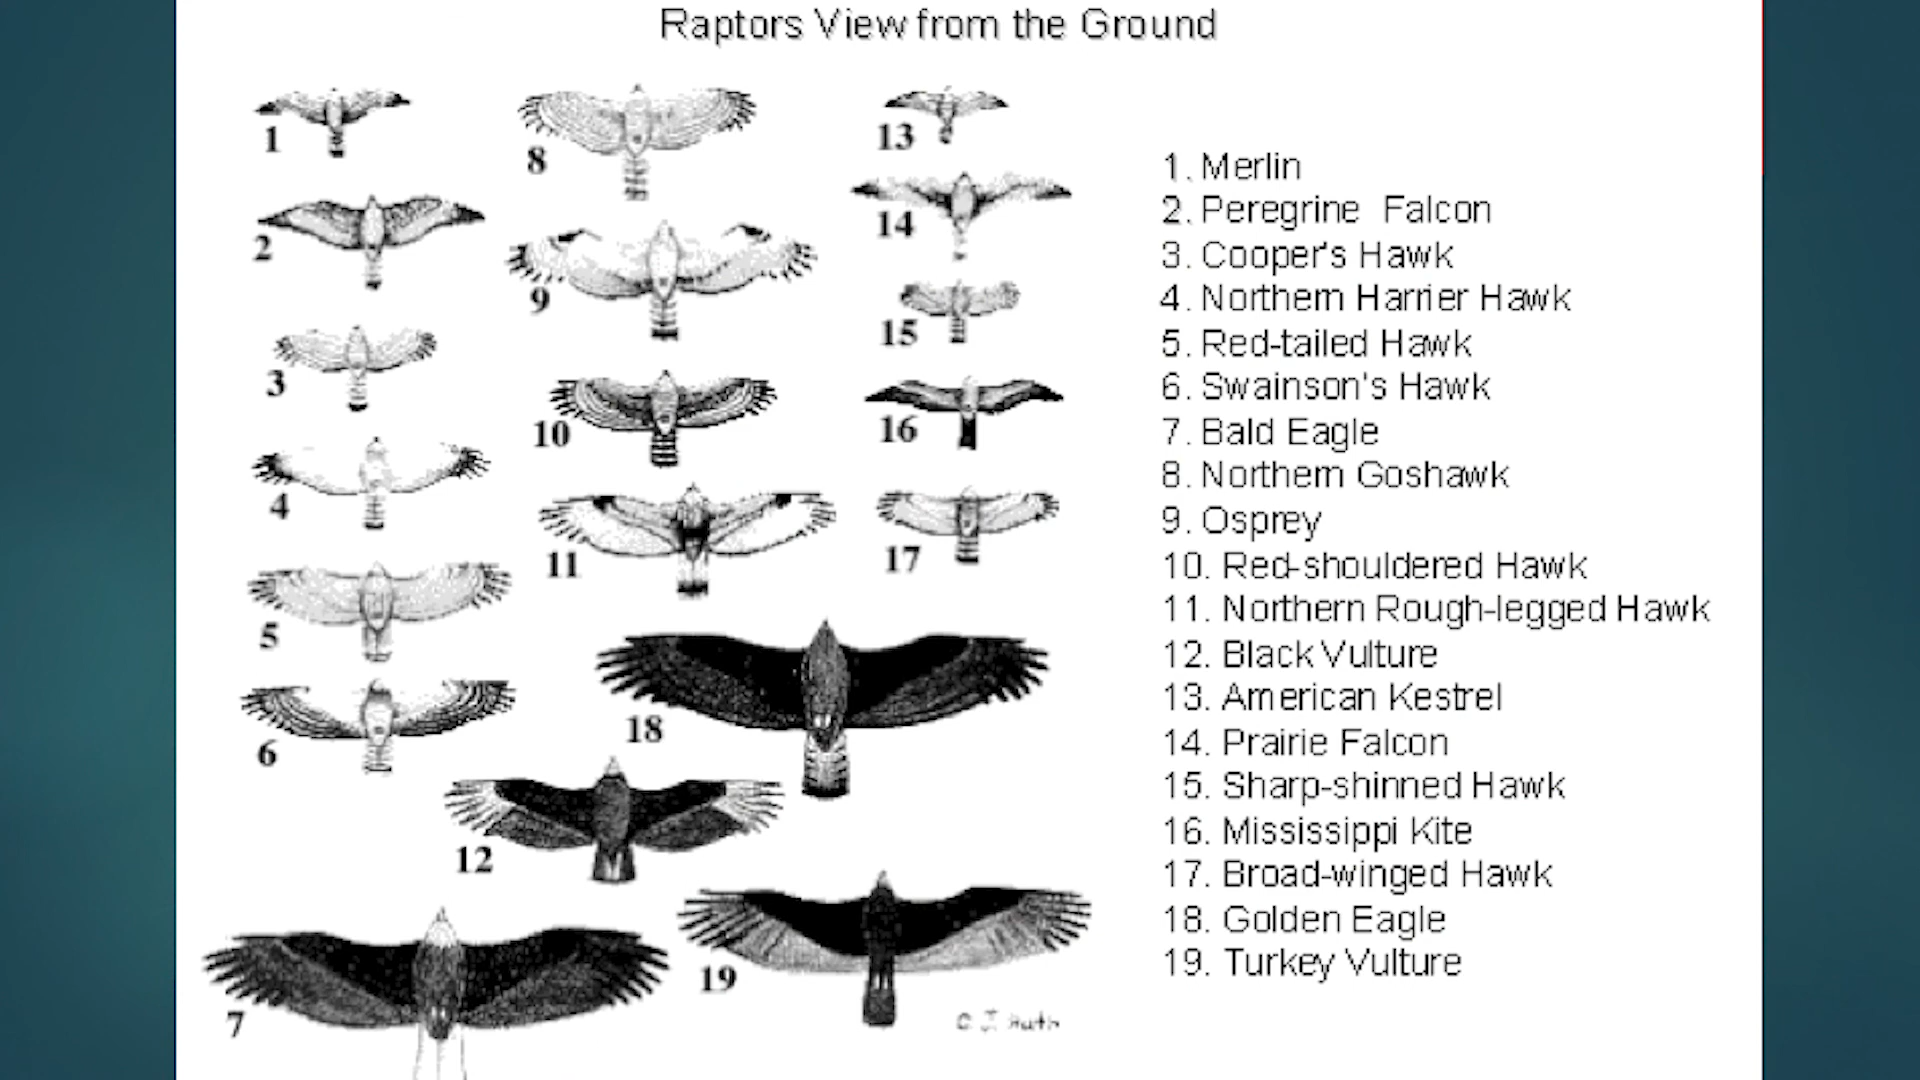 Raptors View from the Ground
1
8
13
2
9
14
3
10
15
4
11
16
5
17
6
18
12
7
19
1. Merlin
2. Peregrine Falcon
3. Cooper's Hawk
4. Northern Harrier Hawk
5. Red-tailed Hawk
6. Swainson's Hawk
7. Bald Eagle
8. Northern Goshawk
9. Osprey
10. Red-shouldered Hawk
11. Northern Rough-legged Hawk
12. Black Vulture
13. American Kestrel
14. Prairie Falcon
15. Sharp-shinned Hawk
16. Mississippi Kite
17. Broad-winged Hawk
18. Golden Eagle
19. Turkey Vulture
© J.